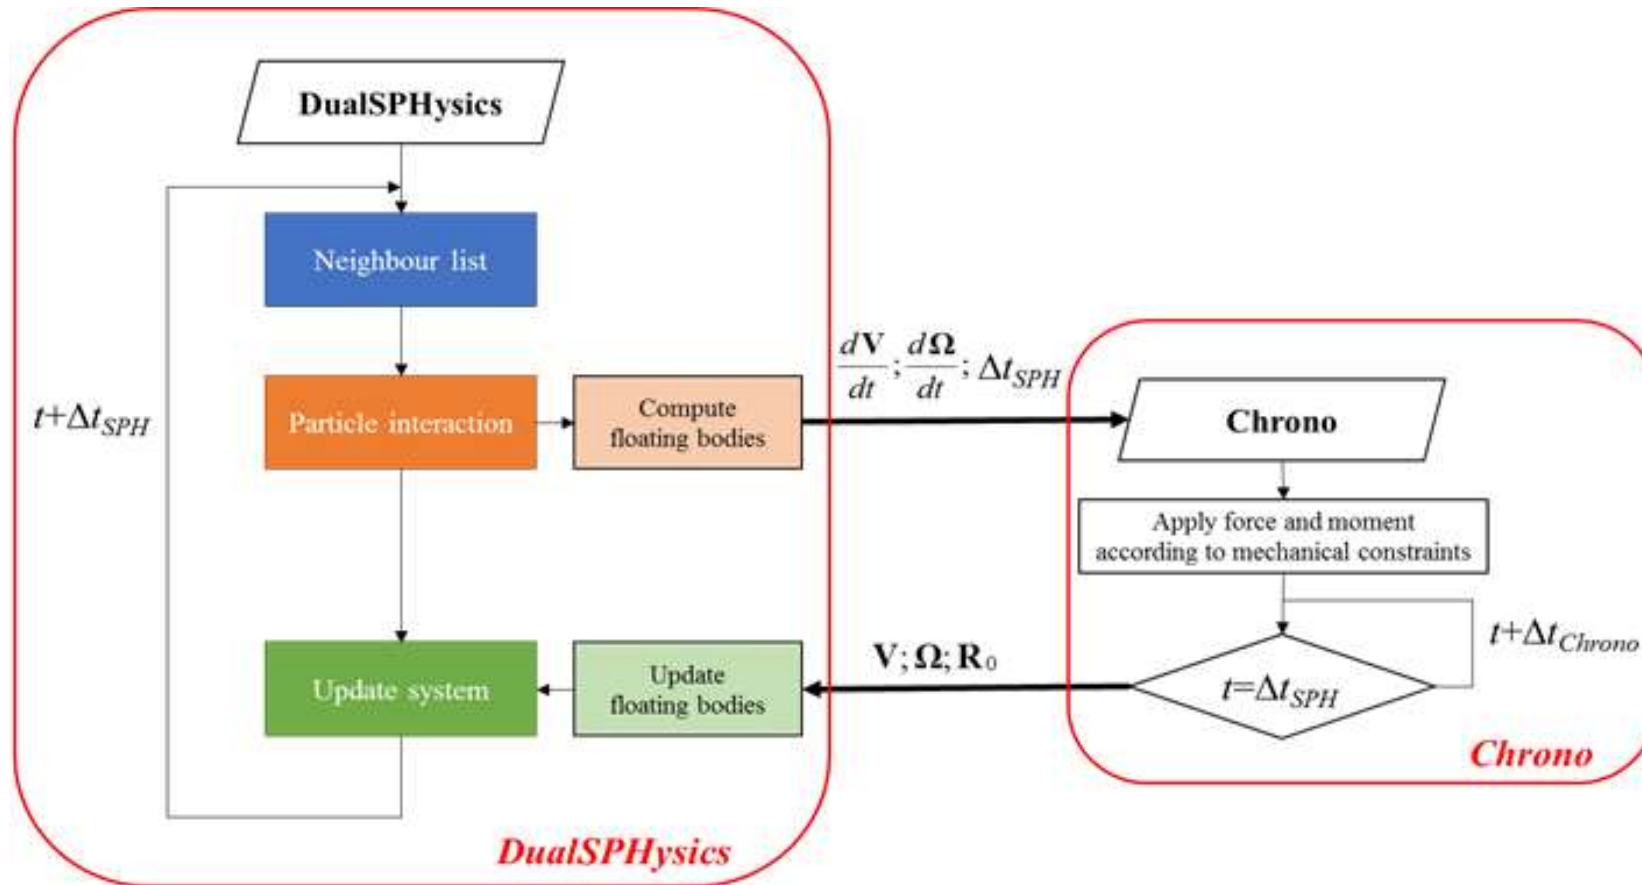 DualSPHysics
Neighbour list
Particle interaction
Compute
floating bodies
t+Δt_SPH
Update system
Update
floating bodies
DualSPHysics
d𝐕/dt; d𝛀/dt; Δt_SPH
𝐕; 𝛀; 𝐑₀
Chrono
Apply force and moment
according to mechanical constraints
t+Δt_Chrono
t=Δt_SPH
Chrono